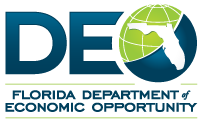 DEO
FLORIDA DEPARTMENT of
ECONOMIC OPPORTUNITY